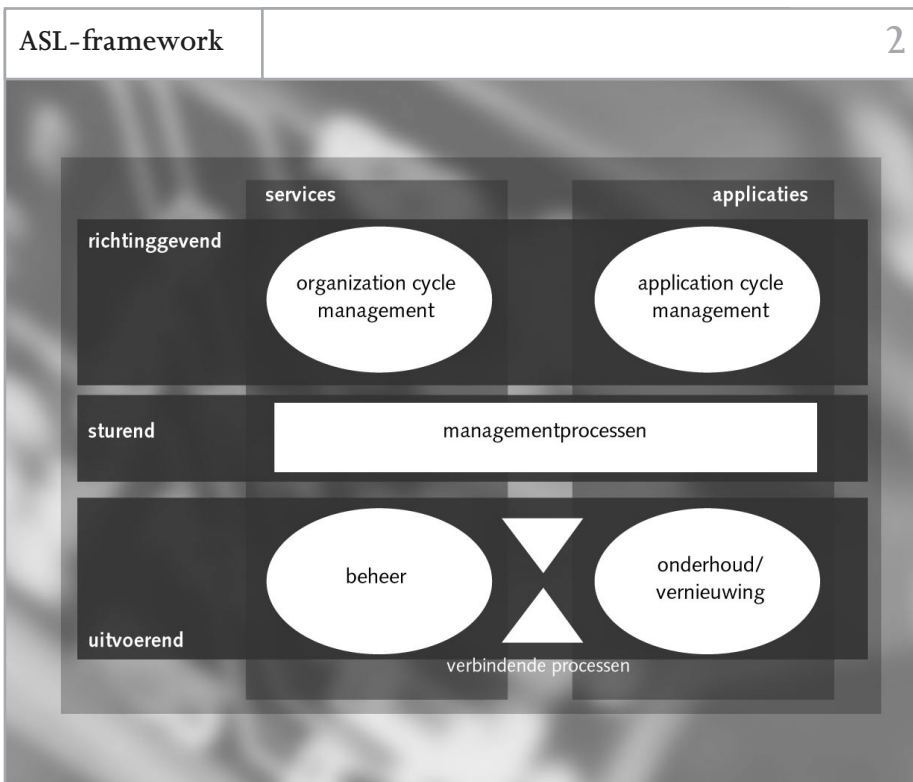 ASL-framework
2
services
applicaties
richtinggevend
organization cycle
management
application cycle
management
sturend
managementprocessen
beheer
onderhoud/
vernieuwing
uitvoerend
verbindende processen